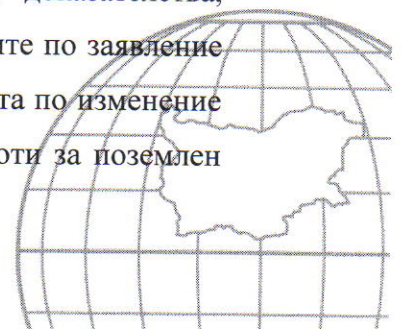 ите по заявление
та по изменение
оти за поземлен